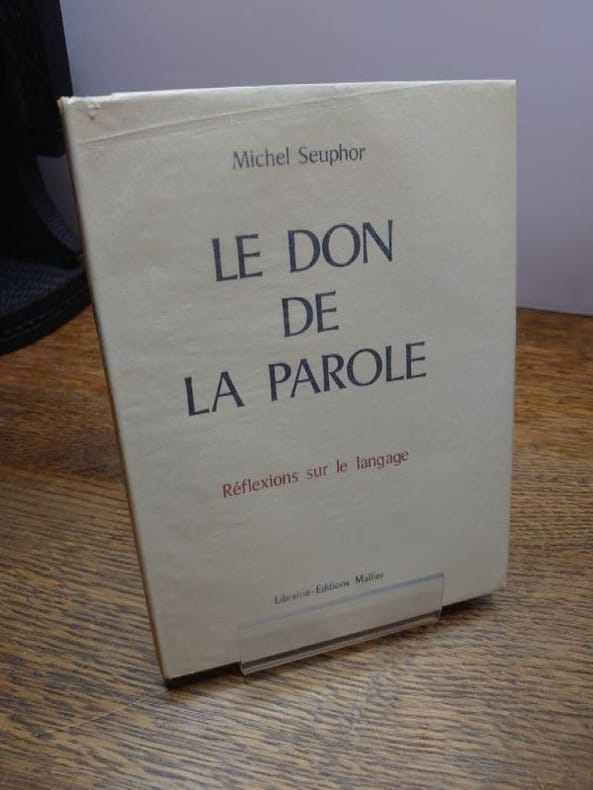 Michel Seuphor
LE DON
DE
LA PAROLE
Réflexions sur le langage
Librairie-Editions Mallier